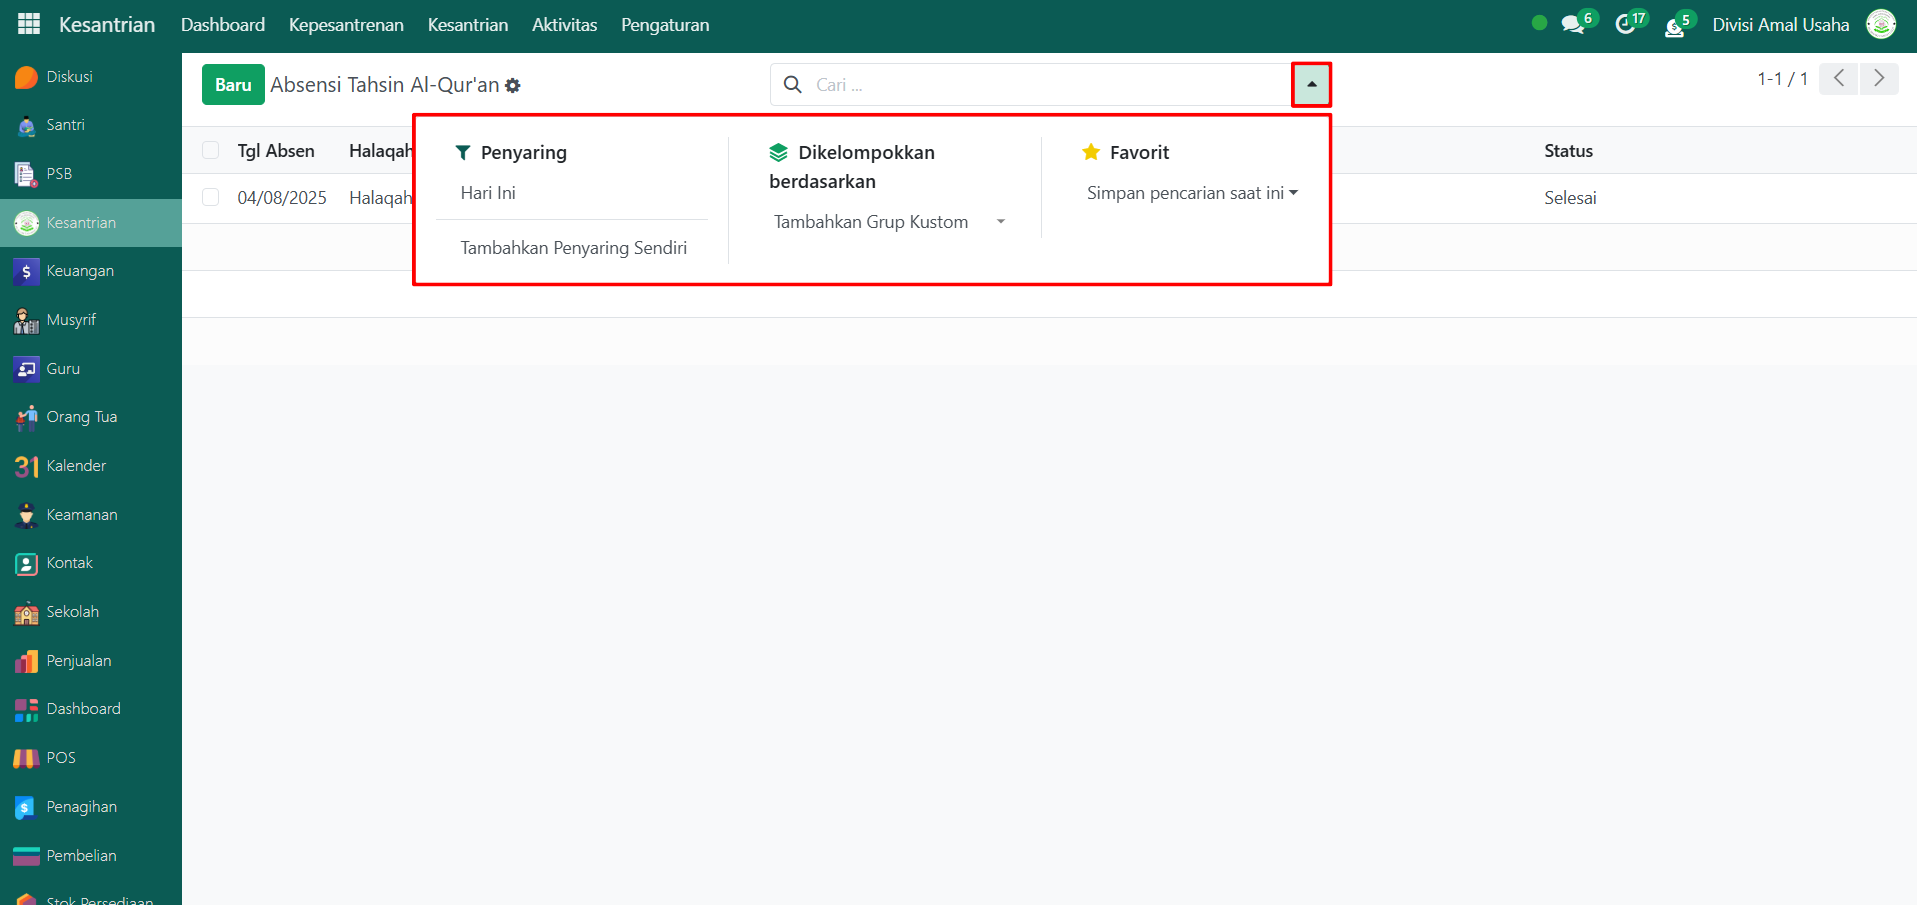 Kesantrian Dashboard Kepesantrenan Kesantrian Aktivitas Pengaturan 6 17 5 Divisi Amal Usaha
Diskusi
Santri
PSB
Kesantrian
Keuangan
Musyrif
Guru
Orang Tua
Kalender
Keamanan
Kontak
Sekolah
Penjualan
Dashboard
POS
Penagihan
Pembelian
Stok Persediaan
Baru Absensi Tahsin Al-Qur'an Cari ... 1-1 / 1
Tgl Absen Halaqah Status
04/08/2025 Halaqah Selesai
Penyaring
Hari Ini
Tambahkan Penyaring Sendiri
Dikelompokkan
berdasarkan
Tambahkan Grup Kustom
Favorit
Simpan pencarian saat ini